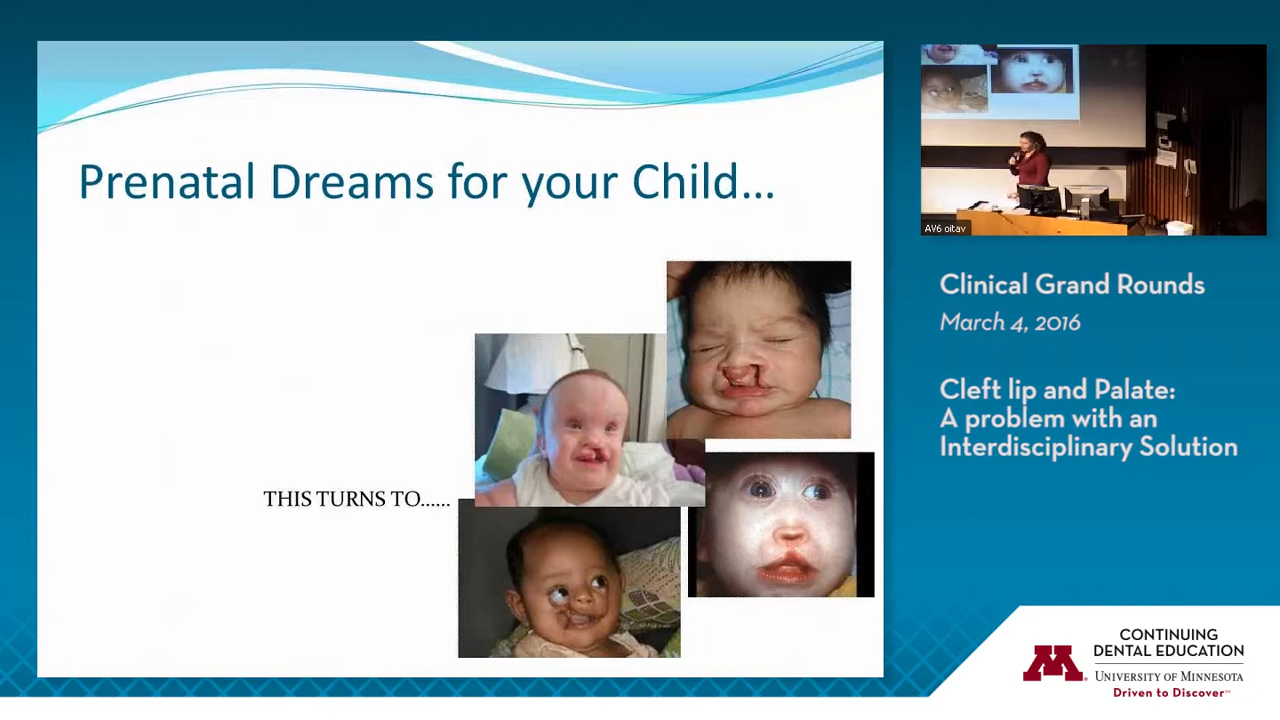 Prenatal Dreams for your Child...
THIS TURNS TO......
AV6 oitav
Clinical Grand Rounds
March 4, 2016
Cleft lip and Palate:
A problem with an
Interdisciplinary Solution
CONTINUING
DENTAL EDUCATION
UNIVERSITY OF MINNESOTA
Driven to Discover℠